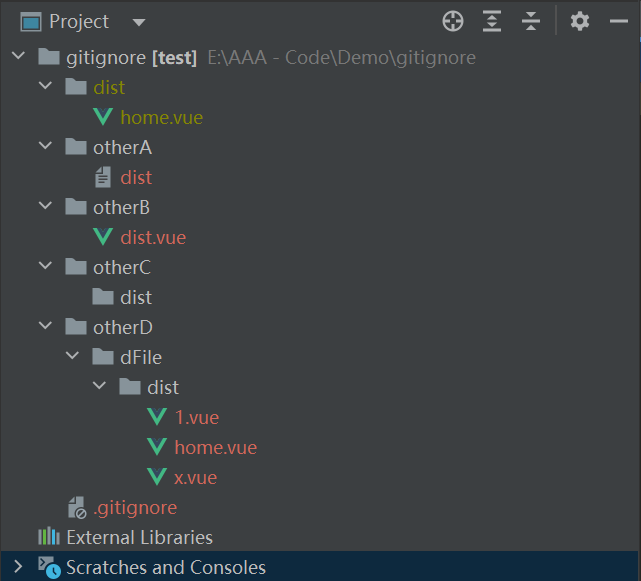 Project
gitignore [test] E:\AAA - Code\Demo\gitignore
dist
home.vue
otherA
dist
otherB
dist.vue
otherC
dist
otherD
dFile
dist
1.vue
home.vue
x.vue
.gitignore
External Libraries
Scratches and Consoles